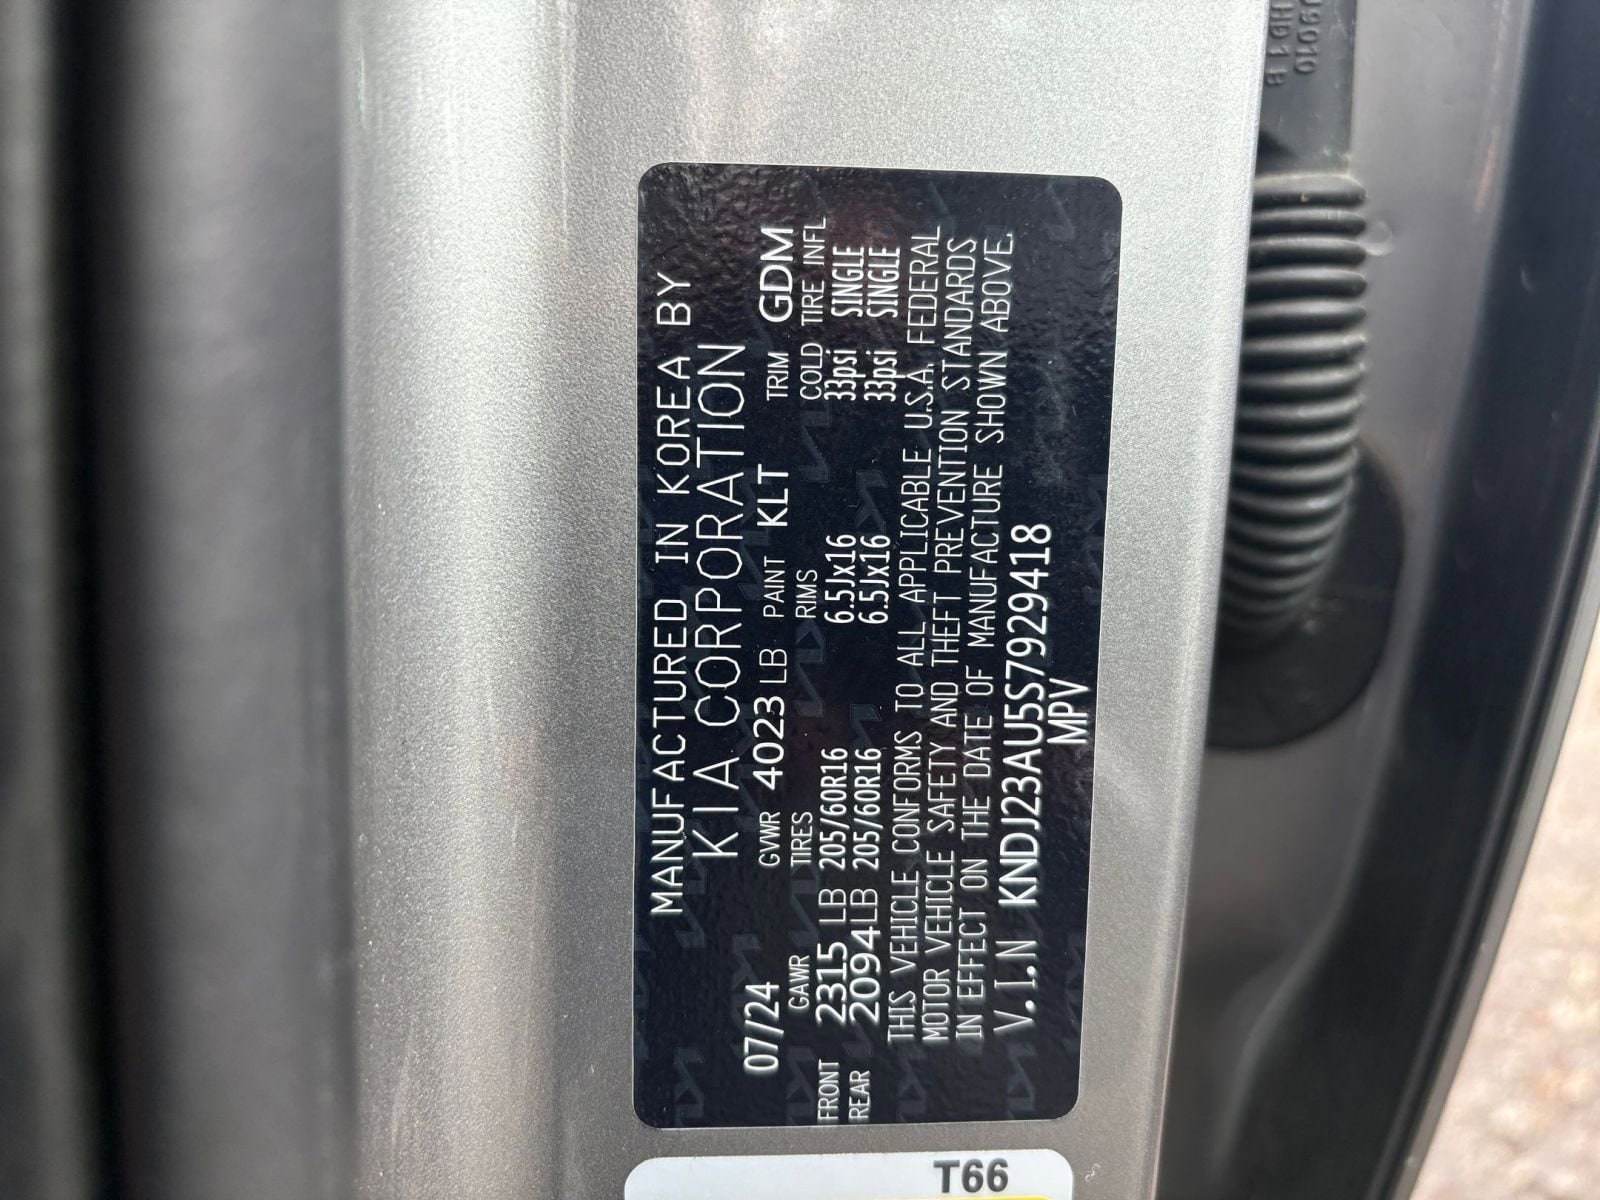 MANUFACTURED IN KOREA BY
KIA CORPORATION
07/24 GVWR 4023 LB PAINT KLT TRIM GDM
GAWR TIRES RIMS COLD TIRE INFL
FRONT 2315 LB 205/60R16 6.5Jx16 33psi SINGLE
REAR 2094LB 205/60R16 6.5Jx16 33psi SINGLE
THIS VEHICLE CONFORMS TO ALL APPLICABLE U.S.A. FEDERAL
MOTOR VEHICLE SAFETY AND THEFT PREVENTION STANDARDS
IN EFFECT ON THE DATE OF MANUFACTURE SHOWN ABOVE.
V.I.N KNDJ23AU5S7929418
MPV
T66